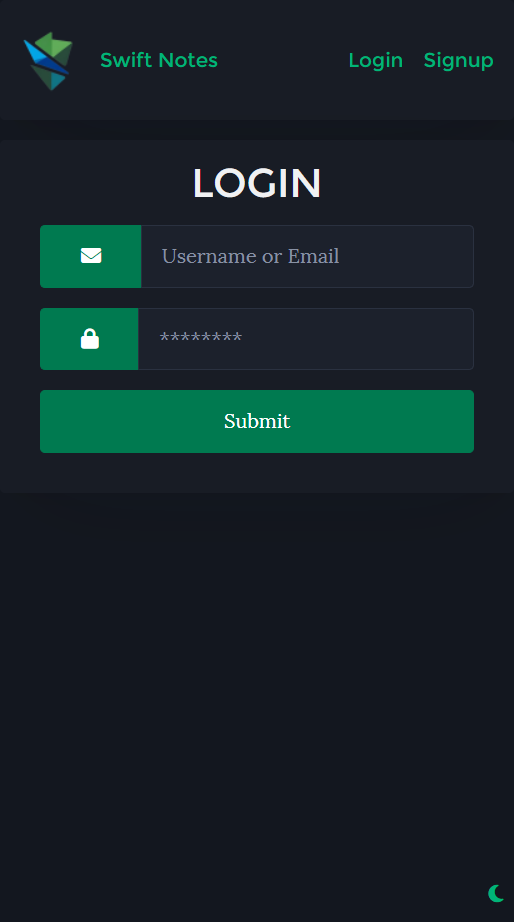 Swift Notes Login Signup
LOGIN
Username or Email
********
Submit